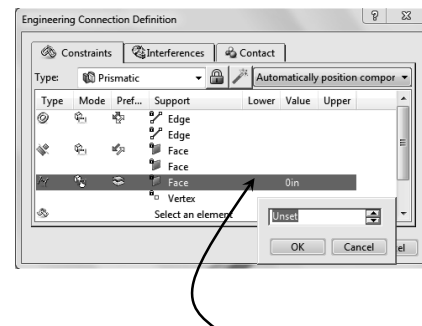 Engineering Connection Definition
Constraints Interferences Contact
Type: Prismatic Automatically position compor
Type Mode Pref... Support Lower Value Upper
Edge
Edge
Face
Face
Face 0in
Vertex
Select an element
Unset
OK Cancel el